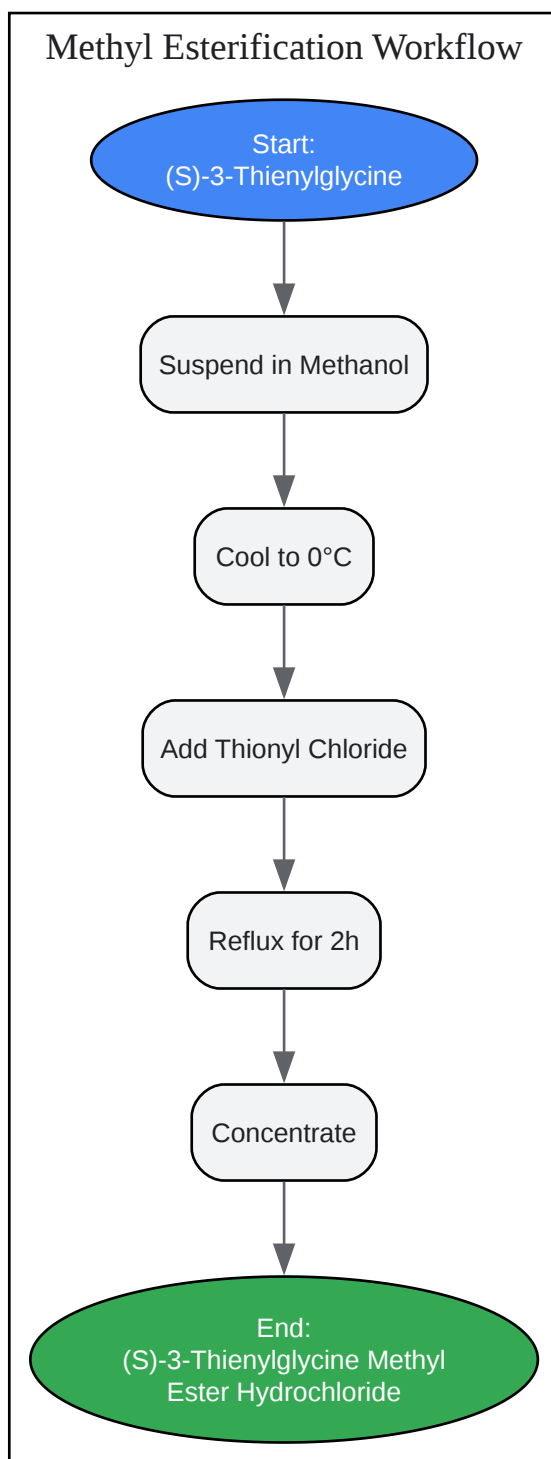 Methyl Esterification Workflow
Start:
(S)-3-Thienylglycine
Suspend in Methanol
Cool to 0°C
Add Thionyl Chloride
Reflux for 2h
Concentrate
End:
(S)-3-Thienylglycine Methyl
Ester Hydrochloride